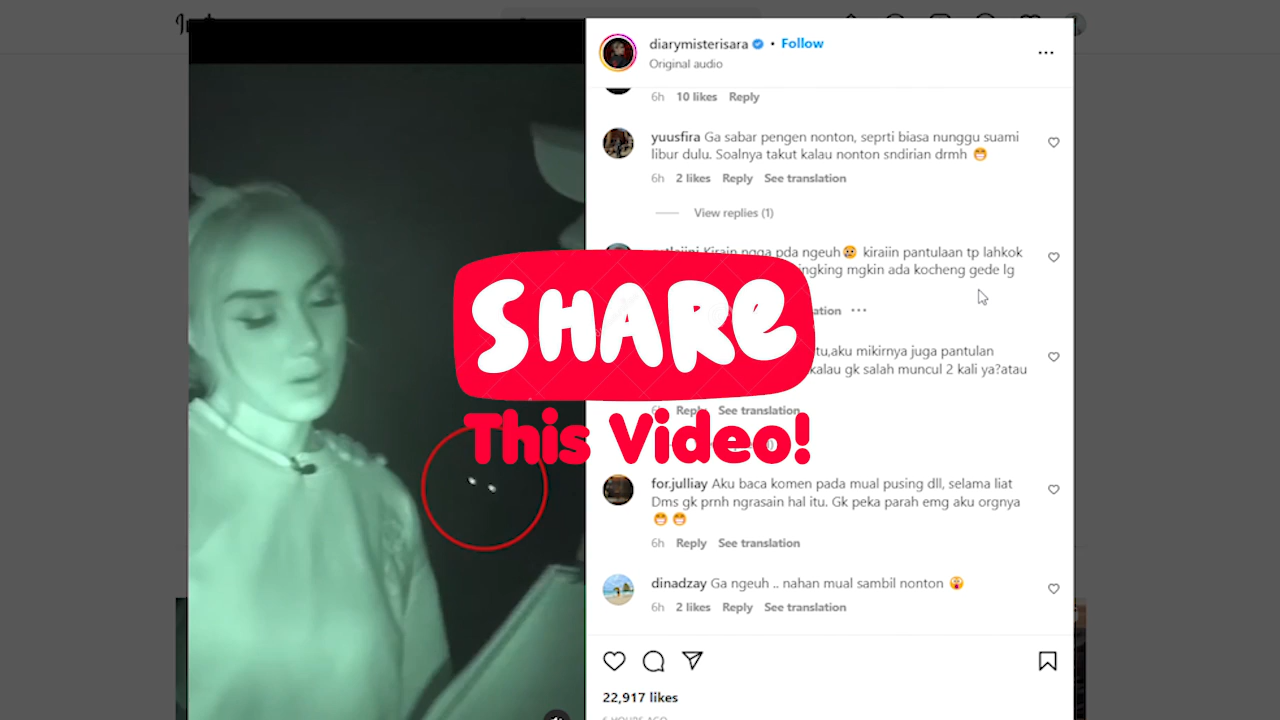 diarymisterisara • Follow
Original audio
6h 10 likes Reply
yuusfira Ga sabar pengen nonton, seprti biasa nunggu suami
libur dulu. Soalnya takut kalau nonton sndirian drmh
6h 2 likes Reply See translation
View replies (1)
Kirain ngga pda ngeuh kiraiin pantulaan tp lahkok
mgkin ada kocheng gede lg
SHARE
tu,aku mikirnya juga pantulan
kalau gk salah muncul 2 kali ya?atau
6h Reply See translation
This Video!
for.julliay Aku baca komen pada mual pusing dll, selama liat
Dms gk prnh ngrasain hal itu. Gk peka parah emg aku orgnya
6h Reply See translation
dinadzay Ga ngeuh .. nahan mual sambil nonton
6h 2 likes Reply See translation
22,917 likes
6 HOURS AGO